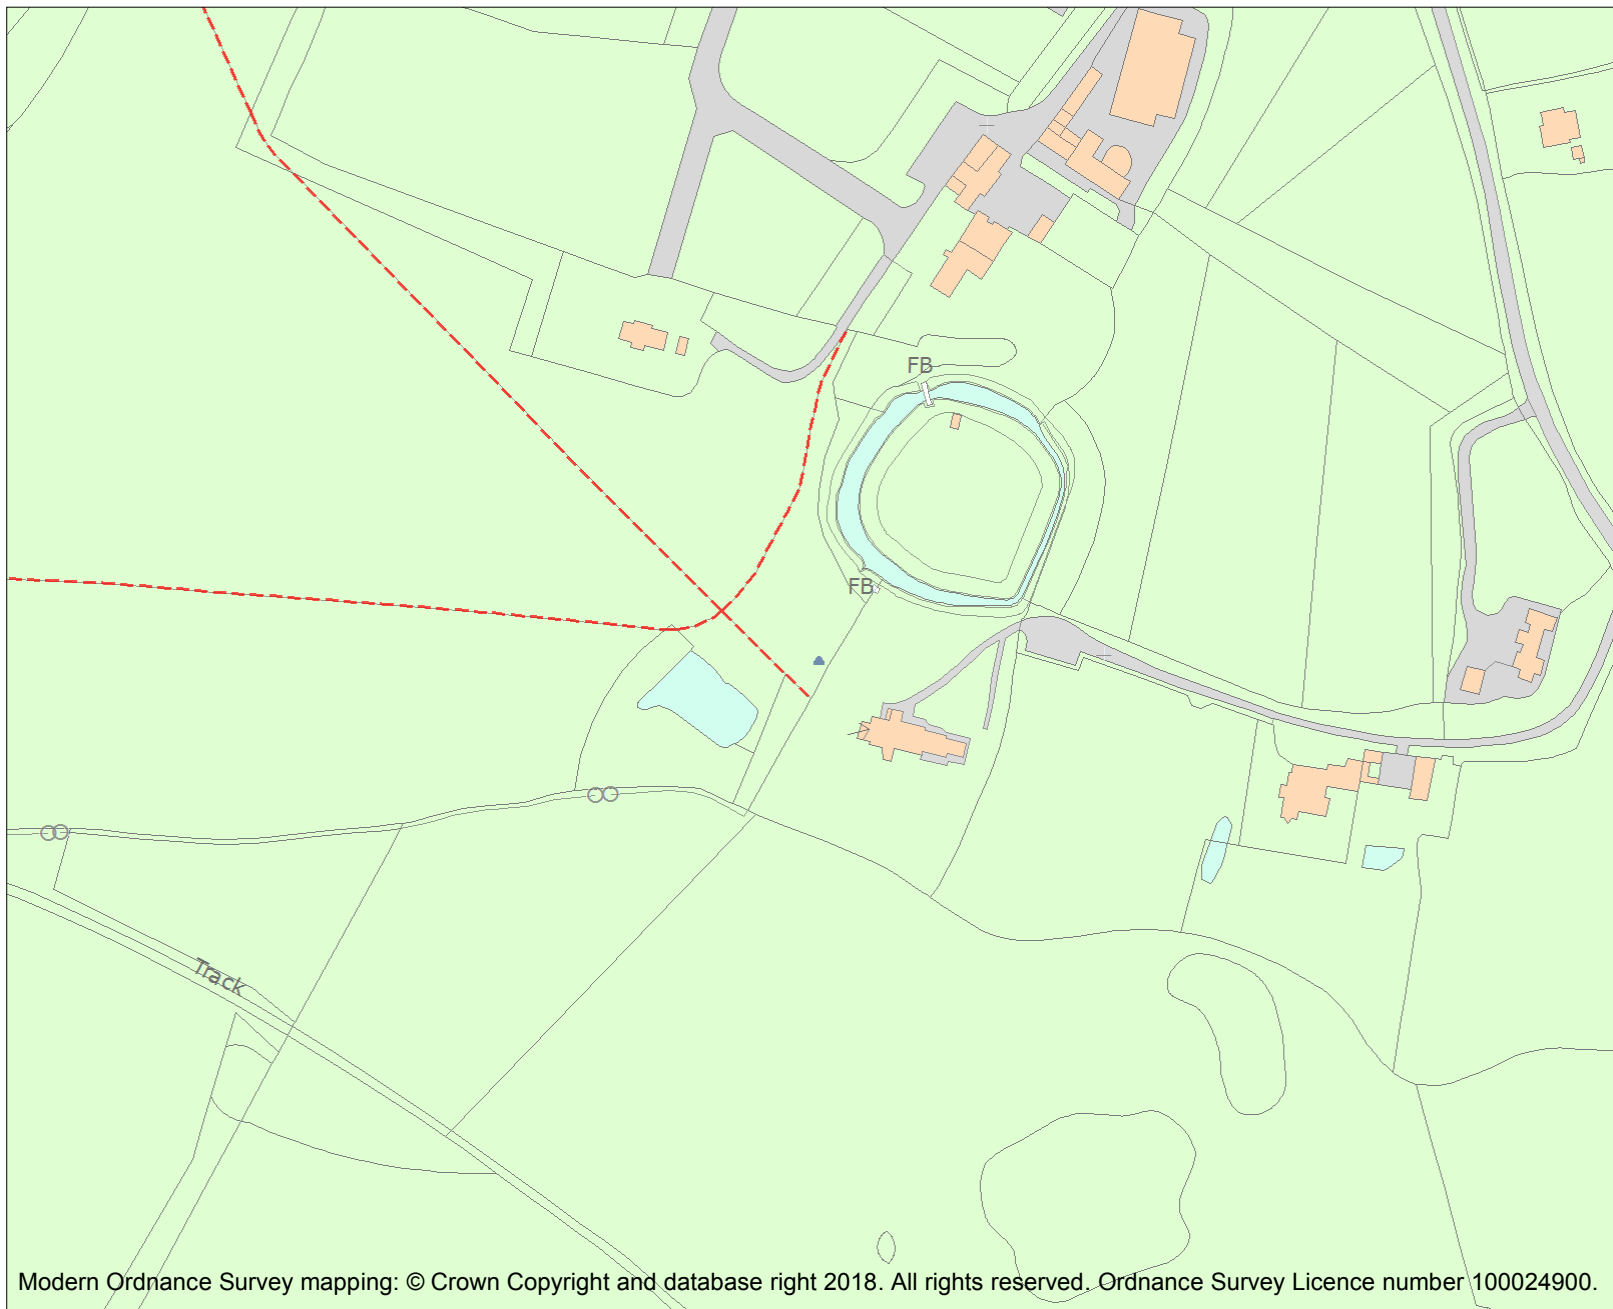 FB
FB
Track
Modern Ordnance Survey mapping: © Crown Copyright and database right 2018. All rights reserved. Ordnance Survey Licence number 100024900.